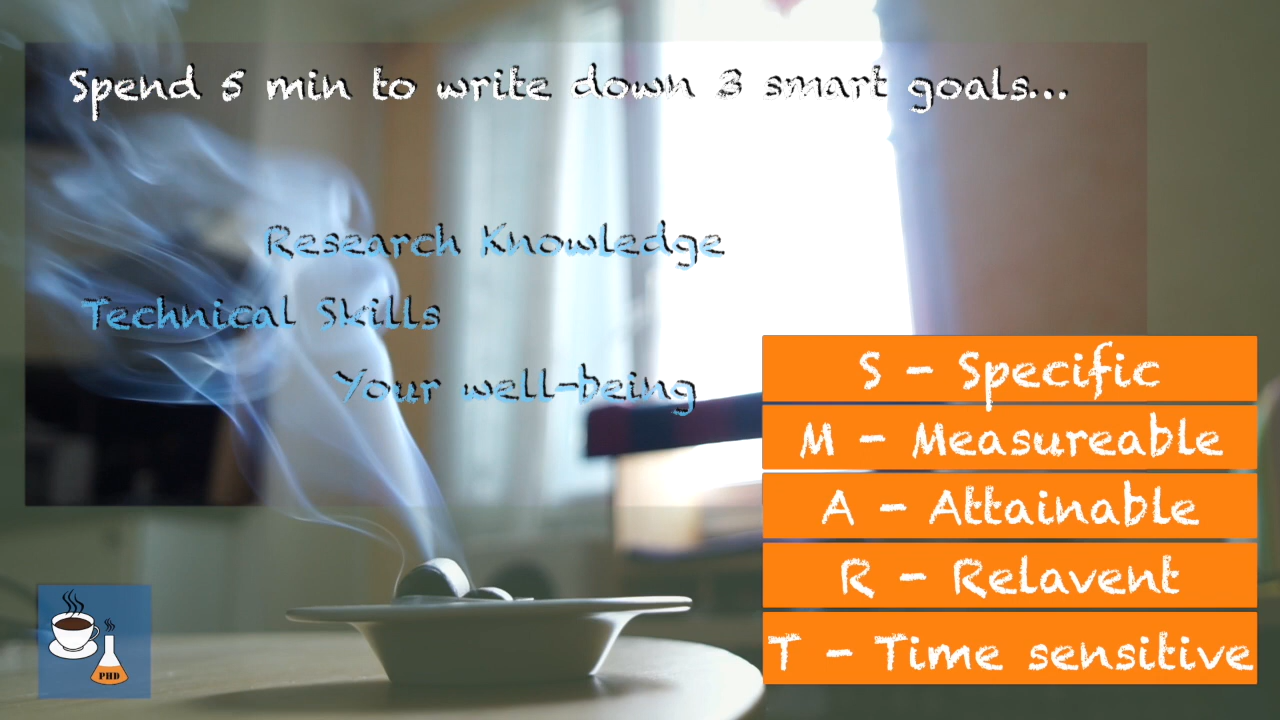 Spend 5 min to write down 3 smart goals...
Research Knowledge
Technical Skills
Your well-being
S - Specific
M - Measureable
A - Attainable
R - Relavent
T - Time sensitive
PHD